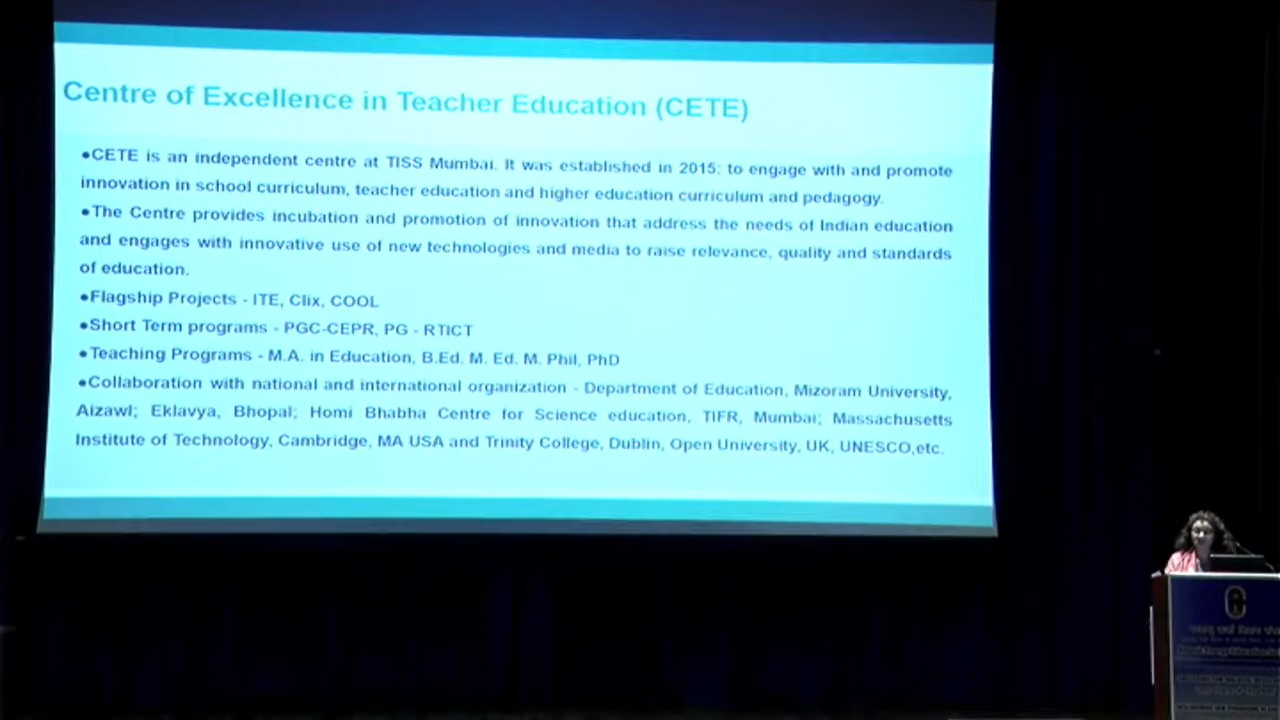 Centre of Excellence in Teacher Education (CETE)
●CETE is an independent centre at TISS Mumbai. It was established in 2015; to engage with and promote
innovation in school curriculum, teacher education and higher education curriculum and pedagogy.
●The Centre provides incubation and promotion of innovation that address the needs of Indian education
and engages with innovative use of new technologies and media to raise relevance, quality and standards
of education.
●Flagship Projects - ITE, Clix, COOL
●Short Term programs - PGC-CEPR, PG - RTICT
●Teaching Programs - M.A. in Education, B.Ed. M. Ed. M. Phil, PhD
●Collaboration with national and international organization - Department of Education, Mizoram University,
Aizawl; Eklavya, Bhopal; Homi Bhabha Centre for Science education, TIFR, Mumbai; Massachusetts
Institute of Technology, Cambridge, MA USA and Trinity College, Dublin, Open University, UK, UNESCO,etc.
Atomic Energy Education